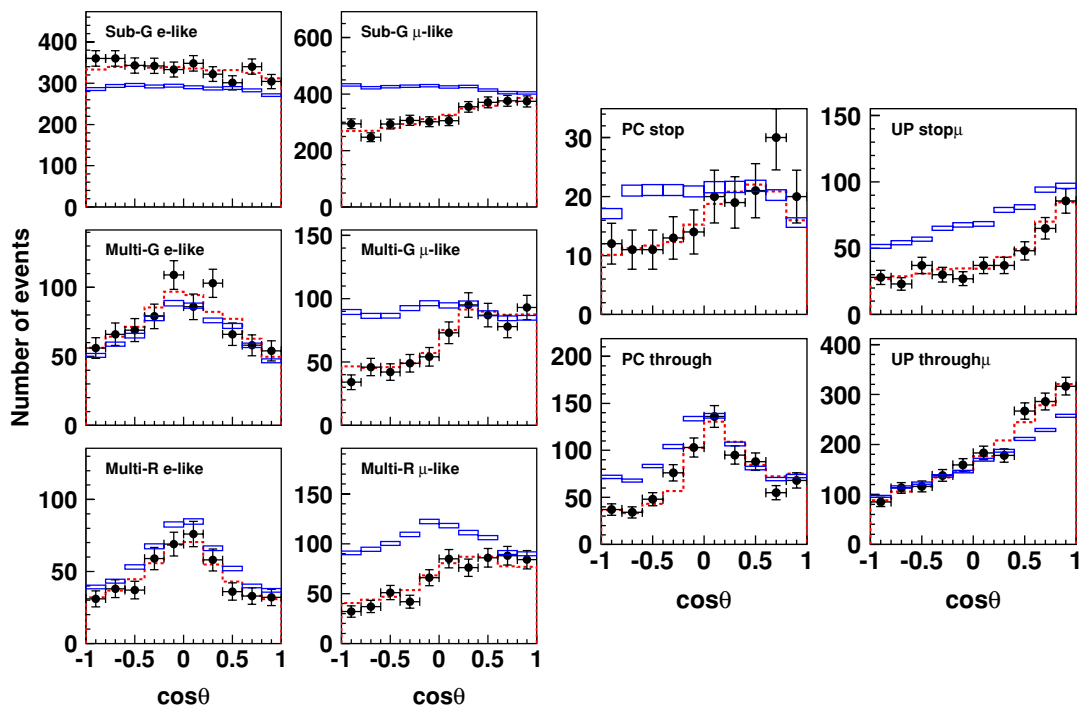 Sub-G e-like
400
300
200
100
0
Sub-G μ-like
600
400
200
0
Number of events
Multi-G e-like
100
50
0
Multi-G μ-like
150
100
50
0
Multi-R e-like
100
50
0
-1 -0.5 0 0.5 1
cosθ
Multi-R μ-like
150
100
50
0
-1 -0.5 0 0.5 1
cosθ
PC stop
30
20
10
0
UP stopμ
150
100
50
0
PC through
200
150
100
50
0
-1 -0.5 0 0.5 1
cosθ
UP throughμ
400
300
200
100
0
-1 -0.5 0 0.5 1
cosθ